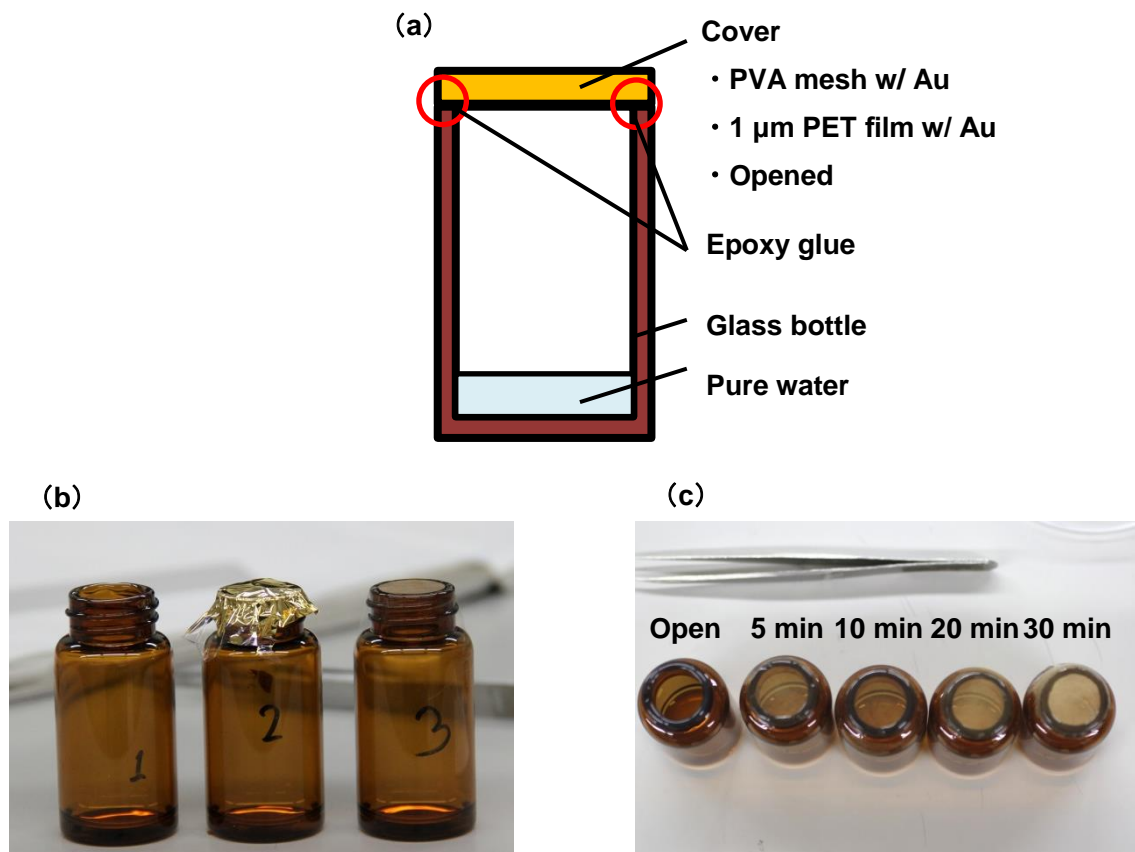 (a)
Cover
・PVA mesh w/ Au
・1 μm PET film w/ Au
・Opened
Epoxy glue
Glass bottle
Pure water
(b)
1
2
3
(c)
Open 5 min 10 min 20 min 30 min